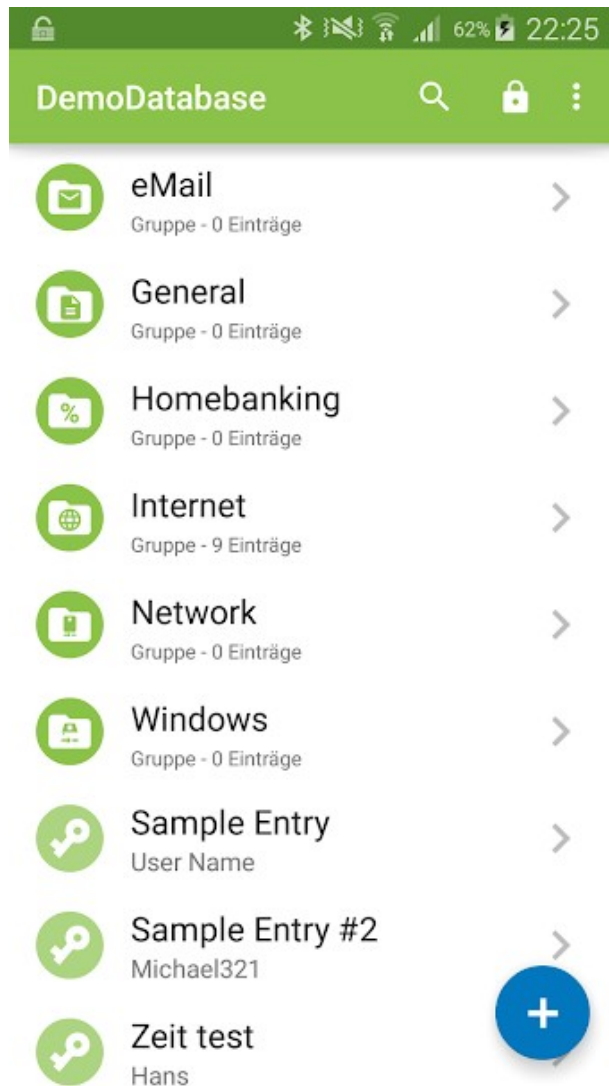 62% 22:25
DemoDatabase
eMail
Gruppe - 0 Einträge
General
Gruppe - 0 Einträge
Homebanking
Gruppe - 0 Einträge
Internet
Gruppe - 9 Einträge
Network
Gruppe - 0 Einträge
Windows
Gruppe - 0 Einträge
Sample Entry
User Name
Sample Entry #2
Michael321
Zeit test
Hans